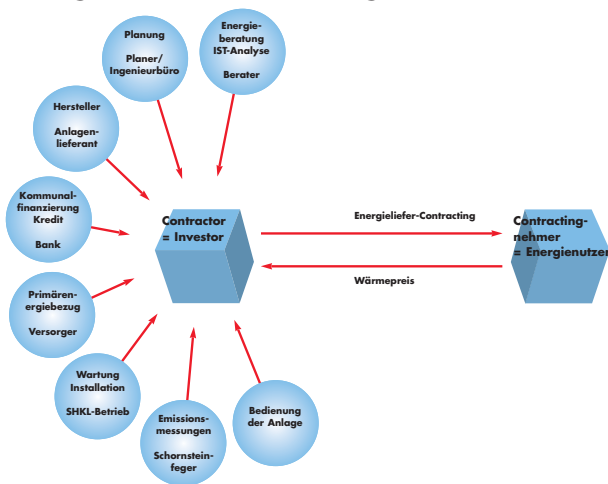 Planung
Planer/
Ingenieurbüro
Energie-
beratung
IST-Analyse
Berater
Hersteller
Anlagen-
lieferant
Kommunal-
finanzierung
Kredit
Bank
Contractor
= Investor
Energieliefer-Contracting
Wärmepreis
Contracting-
nehmer
= Energienutzer
Primären-
ergiebezug
Versorger
Wartung
Installation
SHKL-Betrieb
Emissions-
messungen
Schornstein-
feger
Bedienung
der Anlage